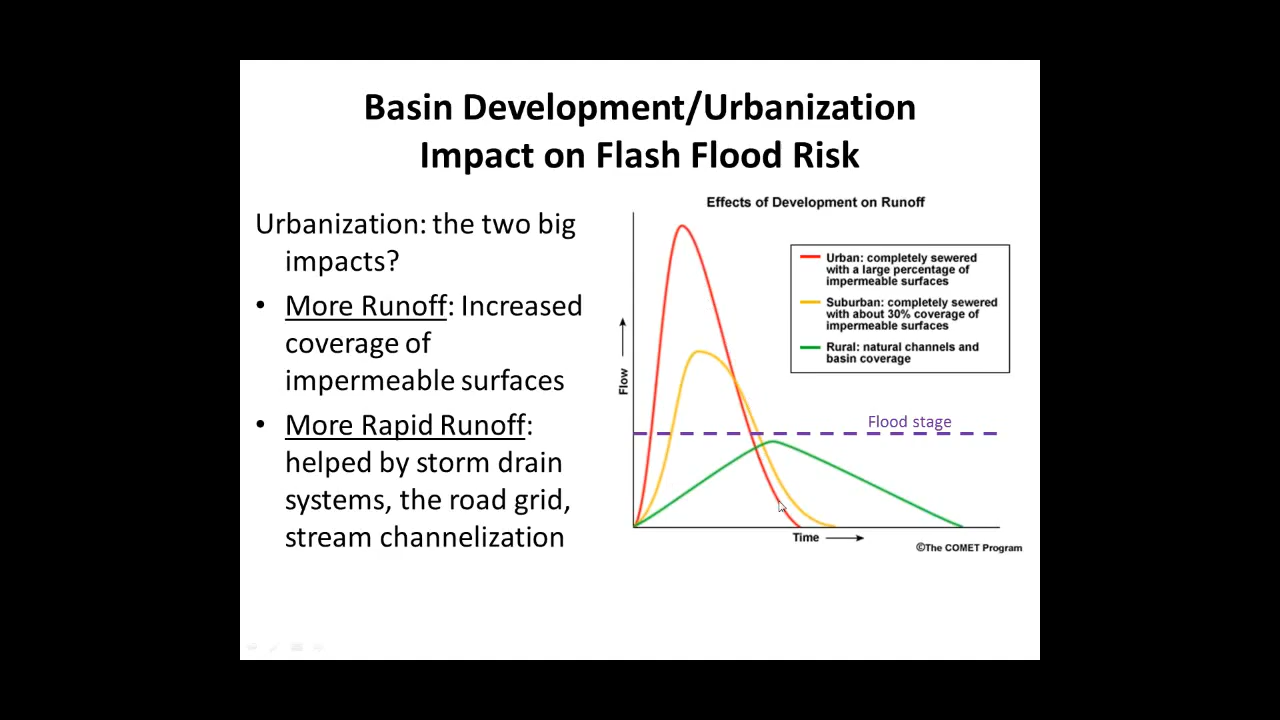 Basin Development/Urbanization
Impact on Flash Flood Risk
Urbanization: the two big
impacts?
• More Runoff: Increased
coverage of
impermeable surfaces
• More Rapid Runoff:
helped by storm drain
systems, the road grid,
stream channelization
Effects of Development on Runoff
Urban: completely sewered
with a large percentage of
impermeable surfaces
Suburban: completely sewered
with about 30% coverage of
impermeable surfaces
Rural: natural channels and
basin coverage
Flow
Flood stage
Time
©The COMET Program